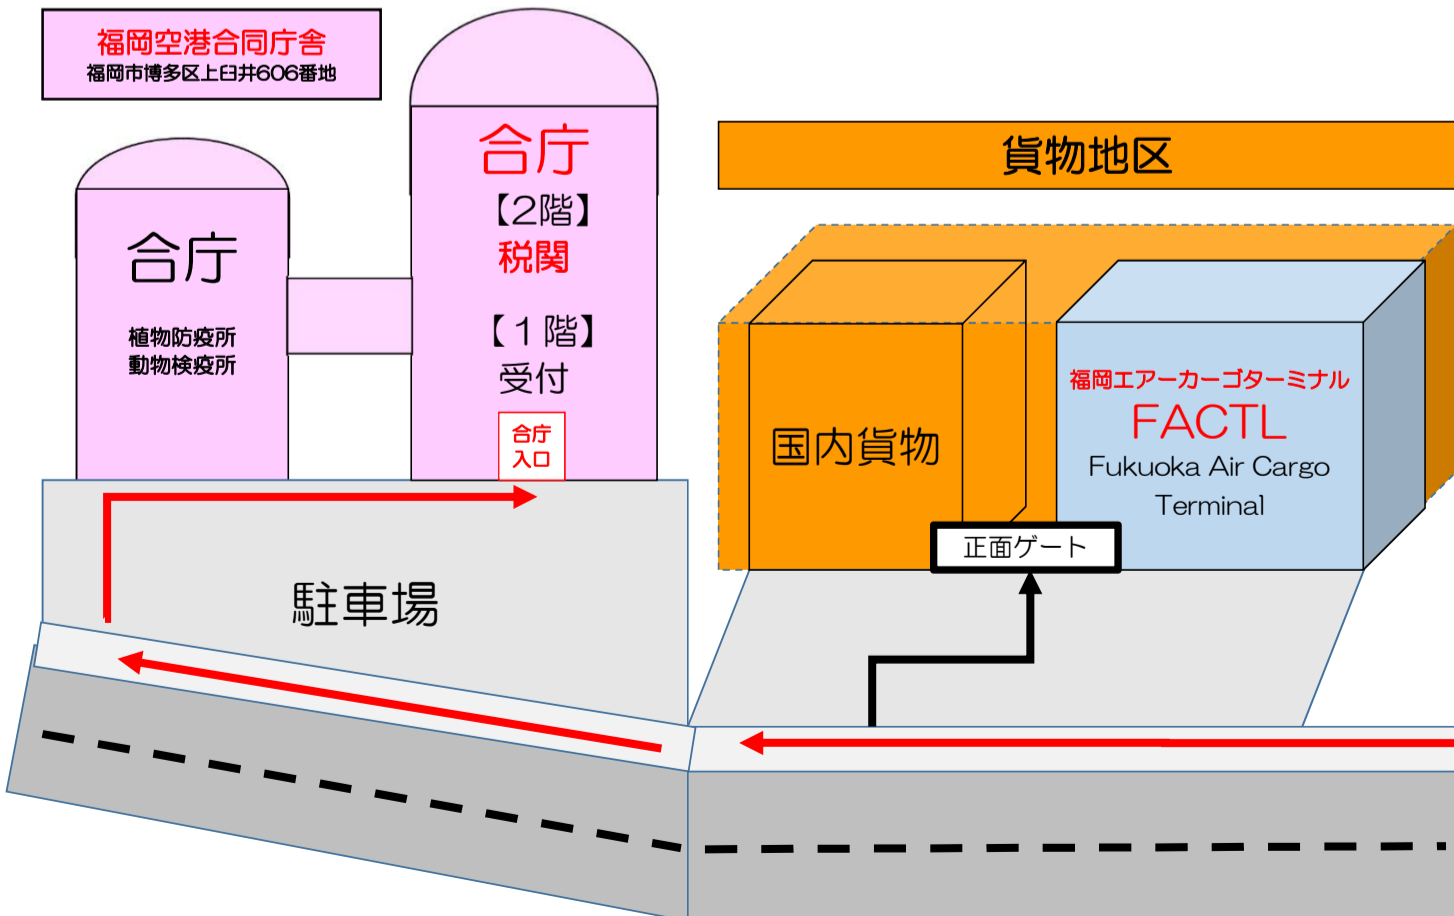 福岡空港合同庁舎
福岡市博多区上臼井606番地
合庁
植物防疫所
動物検疫所
合庁
【2階】
税関
【1階】
受付
合庁
入口
駐車場
貨物地区
国内貨物
福岡エアーカーゴターミナル
FACTL
Fukuoka Air Cargo
Terminal
正面ゲート